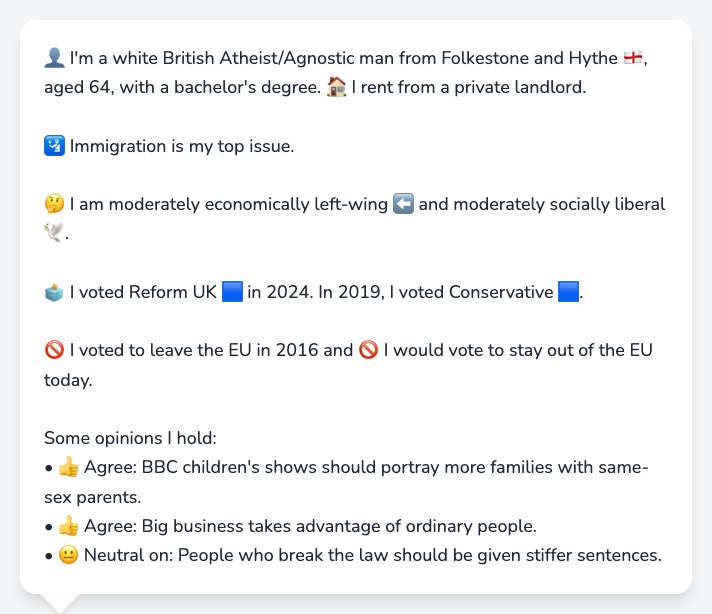 👤 I'm a white British Atheist/Agnostic man from Folkestone and Hythe 🏴󠁧󠁢󠁥󠁮󠁧󠁿,
aged 64, with a bachelor's degree. 🏠 I rent from a private landlord.
🛂 Immigration is my top issue.
🤔 I am moderately economically left-wing ⬅️ and moderately socially liberal
🕊️.
🗳️ I voted Reform UK 🟦 in 2024. In 2019, I voted Conservative 🟦.
🚫 I voted to leave the EU in 2016 and 🚫 I would vote to stay out of the EU
today.
Some opinions I hold:
• 👍 Agree: BBC children's shows should portray more families with same-
sex parents.
• 👍 Agree: Big business takes advantage of ordinary people.
• 😐 Neutral on: People who break the law should be given stiffer sentences.